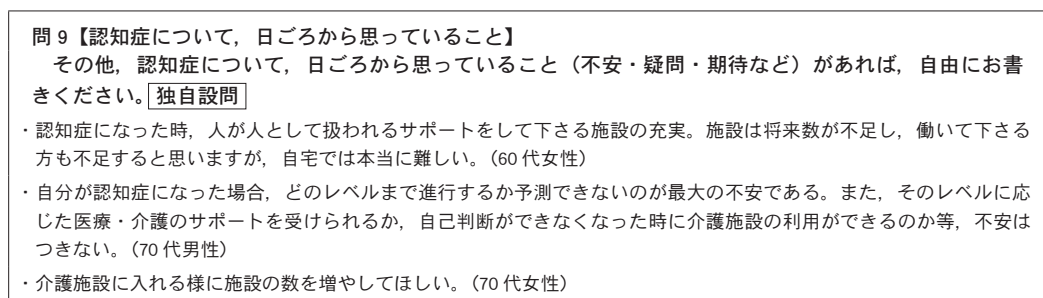 問 9【認知症について，日ごろから思っていること】
その他，認知症について，日ごろから思っていること（不安・疑問・期待など）があれば，自由にお書
きください。独自設問
・認知症になった時，人が人として扱われるサポートをして下さる施設の充実。施設は将来数が不足し，働いて下さる
方も不足すると思いますが，自宅では本当に難しい。（60 代女性）
・自分が認知症になった場合，どのレベルまで進行するか予測できないのが最大の不安である。また，そのレベルに応
じた医療・介護のサポートを受けられるか，自己判断ができなくなった時に介護施設の利用ができるのか等，不安は
つきない。（70 代男性）
・介護施設に入れる様に施設の数を増やしてほしい。（70 代女性）